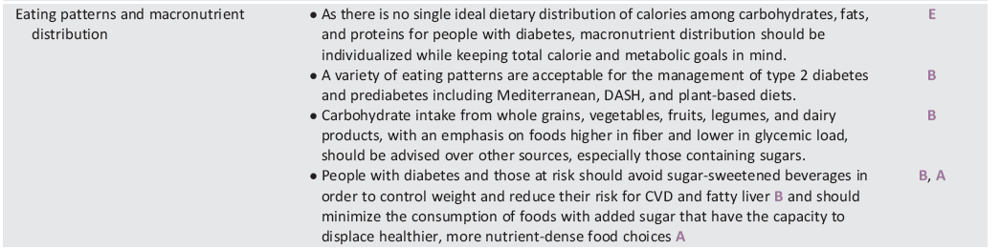 Eating patterns and macronutrient
distribution
● As there is no single ideal dietary distribution of calories among carbohydrates, fats,
and proteins for people with diabetes, macronutrient distribution should be
individualized while keeping total calorie and metabolic goals in mind.
E
● A variety of eating patterns are acceptable for the management of type 2 diabetes
and prediabetes including Mediterranean, DASH, and plant-based diets.
B
● Carbohydrate intake from whole grains, vegetables, fruits, legumes, and dairy
products, with an emphasis on foods higher in fiber and lower in glycemic load,
should be advised over other sources, especially those containing sugars.
B
● People with diabetes and those at risk should avoid sugar-sweetened beverages in
order to control weight and reduce their risk for CVD and fatty liver B and should
minimize the consumption of foods with added sugar that have the capacity to
displace healthier, more nutrient-dense food choices A
B, A